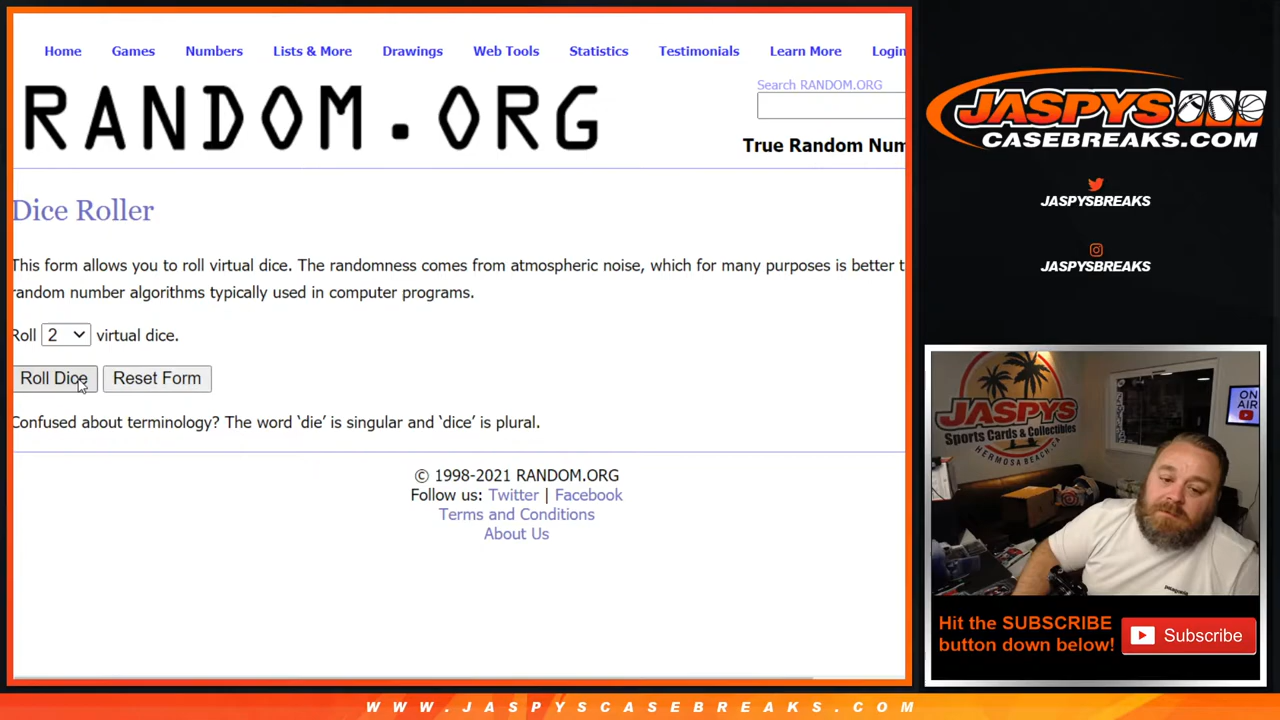 Home Games Numbers Lists & More Drawings Web Tools Statistics Testimonials Learn More Login
Search RANDOM.ORG
RANDOM.ORG
True Random Num
Dice Roller
This form allows you to roll virtual dice. The randomness comes from atmospheric noise, which for many purposes is better t
random number algorithms typically used in computer programs.
Roll 2 virtual dice.
Roll Dice Reset Form
Confused about terminology? The word ‘die’ is singular and ‘dice’ is plural.
© 1998-2021 RANDOM.ORG
Follow us: Twitter | Facebook
Terms and Conditions
About Us
JASPYS
CASEBREAKS.COM
JASPYSBREAKS
JASPYSBREAKS
JASPYS
Sports Cards & Collectibles
HERMOSA BEACH, CA
ON
AIR
patagonia
Hit the SUBSCRIBE
button down below!
Subscribe
WWW.JASPYSCASEBREAKS.COM